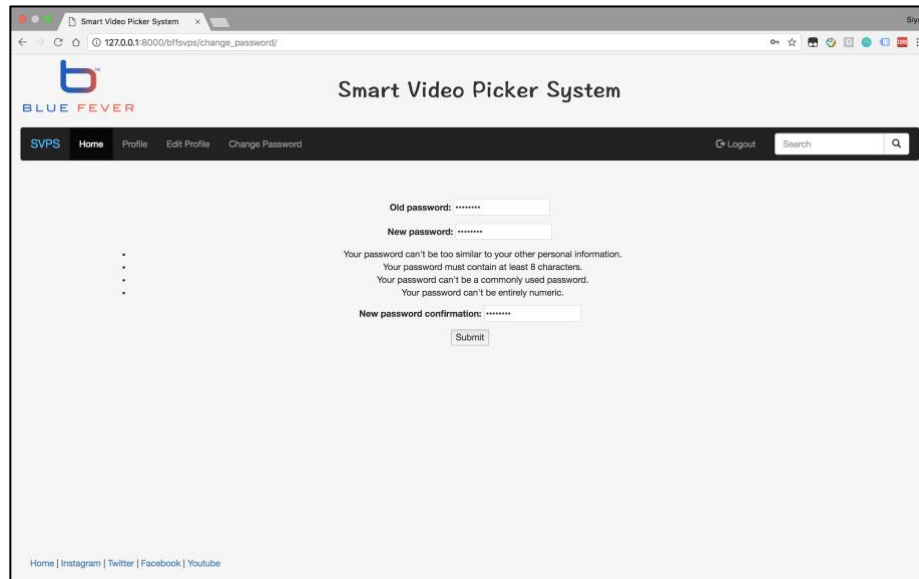 Smart Video Picker System
127.0.0.1:8000/bffsvps/change_password/
b™
BLUE FEVER
Smart Video Picker System
SVPS Home Profile Edit Profile Change Password Logout Search
Old password: ••••••••
New password: ••••••••
• Your password can't be too similar to your other personal information.
• Your password must contain at least 8 characters.
• Your password can't be a commonly used password.
• Your password can't be entirely numeric.
New password confirmation: ••••••••
Submit
Home | Instagram | Twitter | Facebook | Youtube